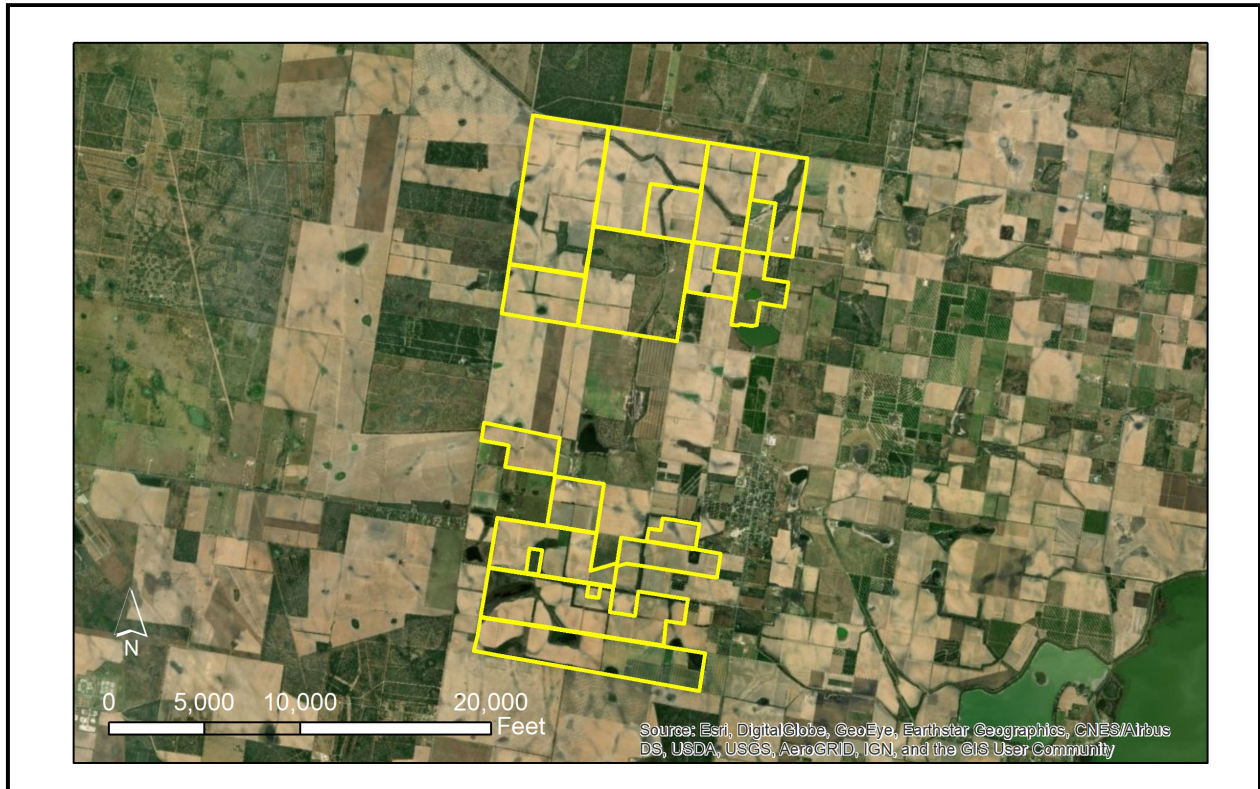 N
0 5,000 10,000 20,000
Feet
Source: Esri, DigitalGlobe, GeoEye, Earthstar Geographics, CNES/Airbus
DS, USDA, USGS, AeroGRID, IGN, and the GIS User Community